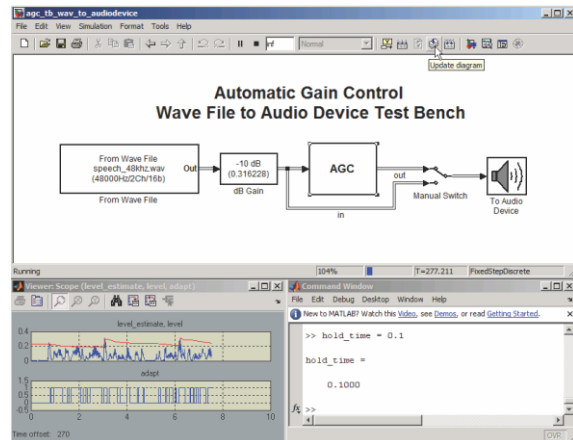 agc_tb_wav_to_audiodevice
File Edit View Simulation Format Tools Help
inf Normal
Update diagram
Automatic Gain Control
Wave File to Audio Device Test Bench
From Wave File
speech_48khz.wav
(48000Hz/2Ch/16b)
Out
From Wave File
-10 dB
(0.316228)
dB Gain
AGC
out
in
Manual Switch
To Audio
Device
Running 104% T=277.211 FixedStepDiscrete
Viewer: Scope (level_estimate, level, adapt)
level_estimate, level
0.4
0.2
0
adapt
1.5
1
0.5
0
-0.5
0 2 4 6 8 10
Time offset: 270
Command Window
File Edit Debug Desktop Window Help
New to MATLAB? Watch this Video, see Demos, or read Getting Started.
>> hold_time = 0.1
hold_time =
0.1000
fx >>
OVR